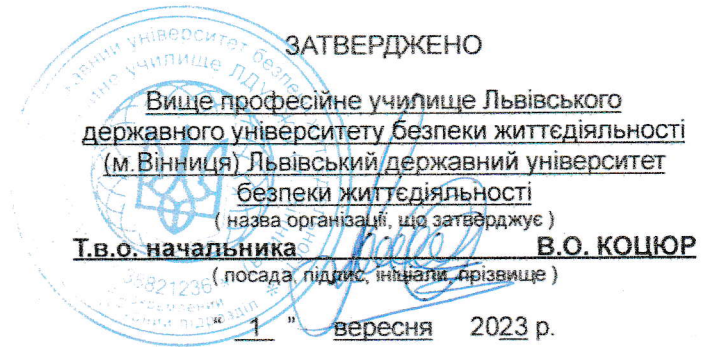 ЗАТВЕРДЖЕНО
Вище професійне училище Львівського
державного університету безпеки життєдіяльності
(м.Вінниця) Львівський державний університет
безпеки життєдіяльності
( назва організації, що затверджує )
Т.в.о. начальника В.О. КОЦЮР
( посада, підпис, ініціали, прізвище )
“ 1 ” вересня 2023 р.